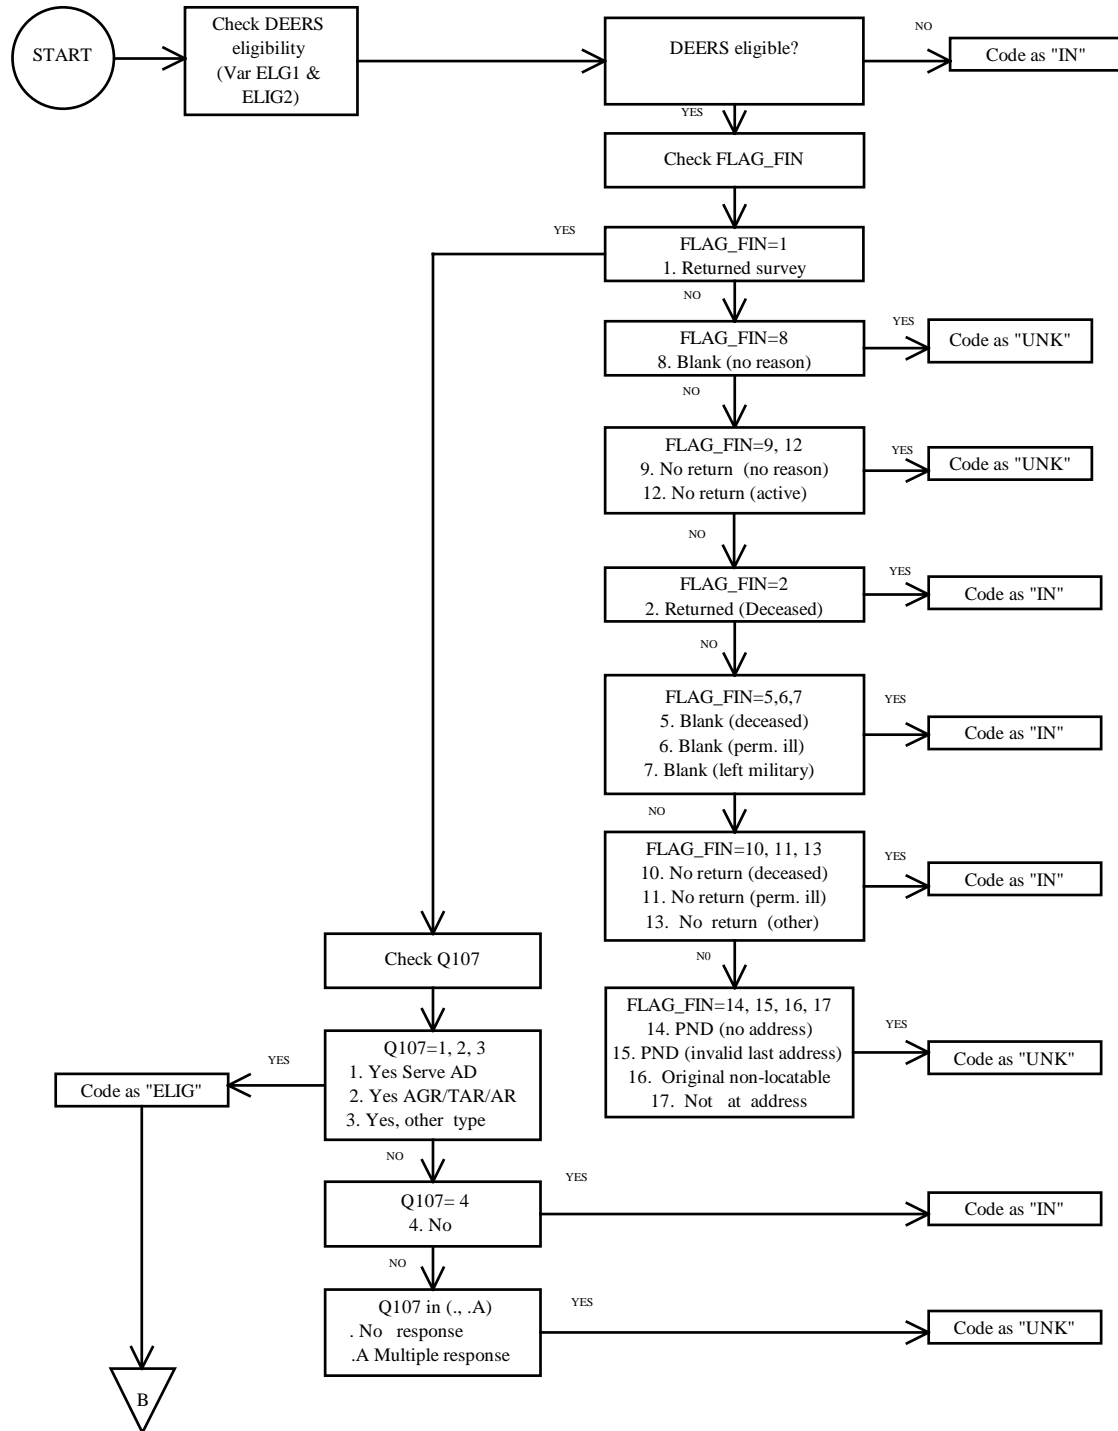 START
Check DEERS
eligibility
(Var ELG1 &
ELIG2)
DEERS eligible?
NO
Code as "IN"
YES
Check FLAG_FIN
YES
FLAG_FIN=1
1. Returned survey
NO
FLAG_FIN=8
8. Blank (no reason)
YES
Code as "UNK"
NO
FLAG_FIN=9, 12
9. No return (no reason)
12. No return (active)
YES
Code as "UNK"
NO
FLAG_FIN=2
2. Returned (Deceased)
YES
Code as "IN"
NO
FLAG_FIN=5,6,7
5. Blank (deceased)
6. Blank (perm. ill)
7. Blank (left military)
YES
Code as "IN"
NO
FLAG_FIN=10, 11, 13
10. No return (deceased)
11. No return (perm. ill)
13. No return (other)
YES
Code as "IN"
N0
FLAG_FIN=14, 15, 16, 17
14. PND (no address)
15. PND (invalid last address)
16. Original non-locatable
17. Not at address
YES
Code as "UNK"
Check Q107
Q107=1, 2, 3
1. Yes Serve AD
2. Yes AGR/TAR/AR
3. Yes, other type
YES
Code as "ELIG"
NO
Q107= 4
4. No
YES
Code as "IN"
NO
Q107 in (., .A)
. No response
.A Multiple response
YES
Code as "UNK"
B